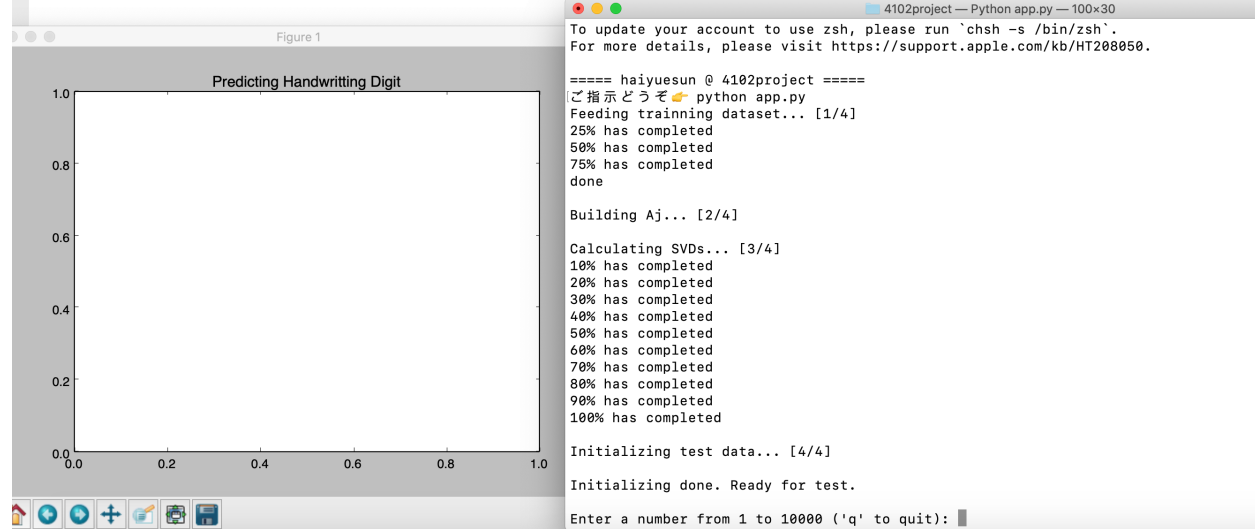 Figure 1
Predicting Handwritting Digit
1.0
0.8
0.6
0.4
0.2
0.0
0.0 0.2 0.4 0.6 0.8 1.0
4102project — Python app.py — 100×30
To update your account to use zsh, please run `chsh -s /bin/zsh`.
For more details, please visit https://support.apple.com/kb/HT208050.
===== haiyuesun @ 4102project =====
[ご指示どうぞ👉 python app.py
Feeding trainning dataset... [1/4]
25% has completed
50% has completed
75% has completed
done
Building Aj... [2/4]
Calculating SVDs... [3/4]
10% has completed
20% has completed
30% has completed
40% has completed
50% has completed
60% has completed
70% has completed
80% has completed
90% has completed
100% has completed
Initializing test data... [4/4]
Initializing done. Ready for test.
Enter a number from 1 to 10000 ('q' to quit):